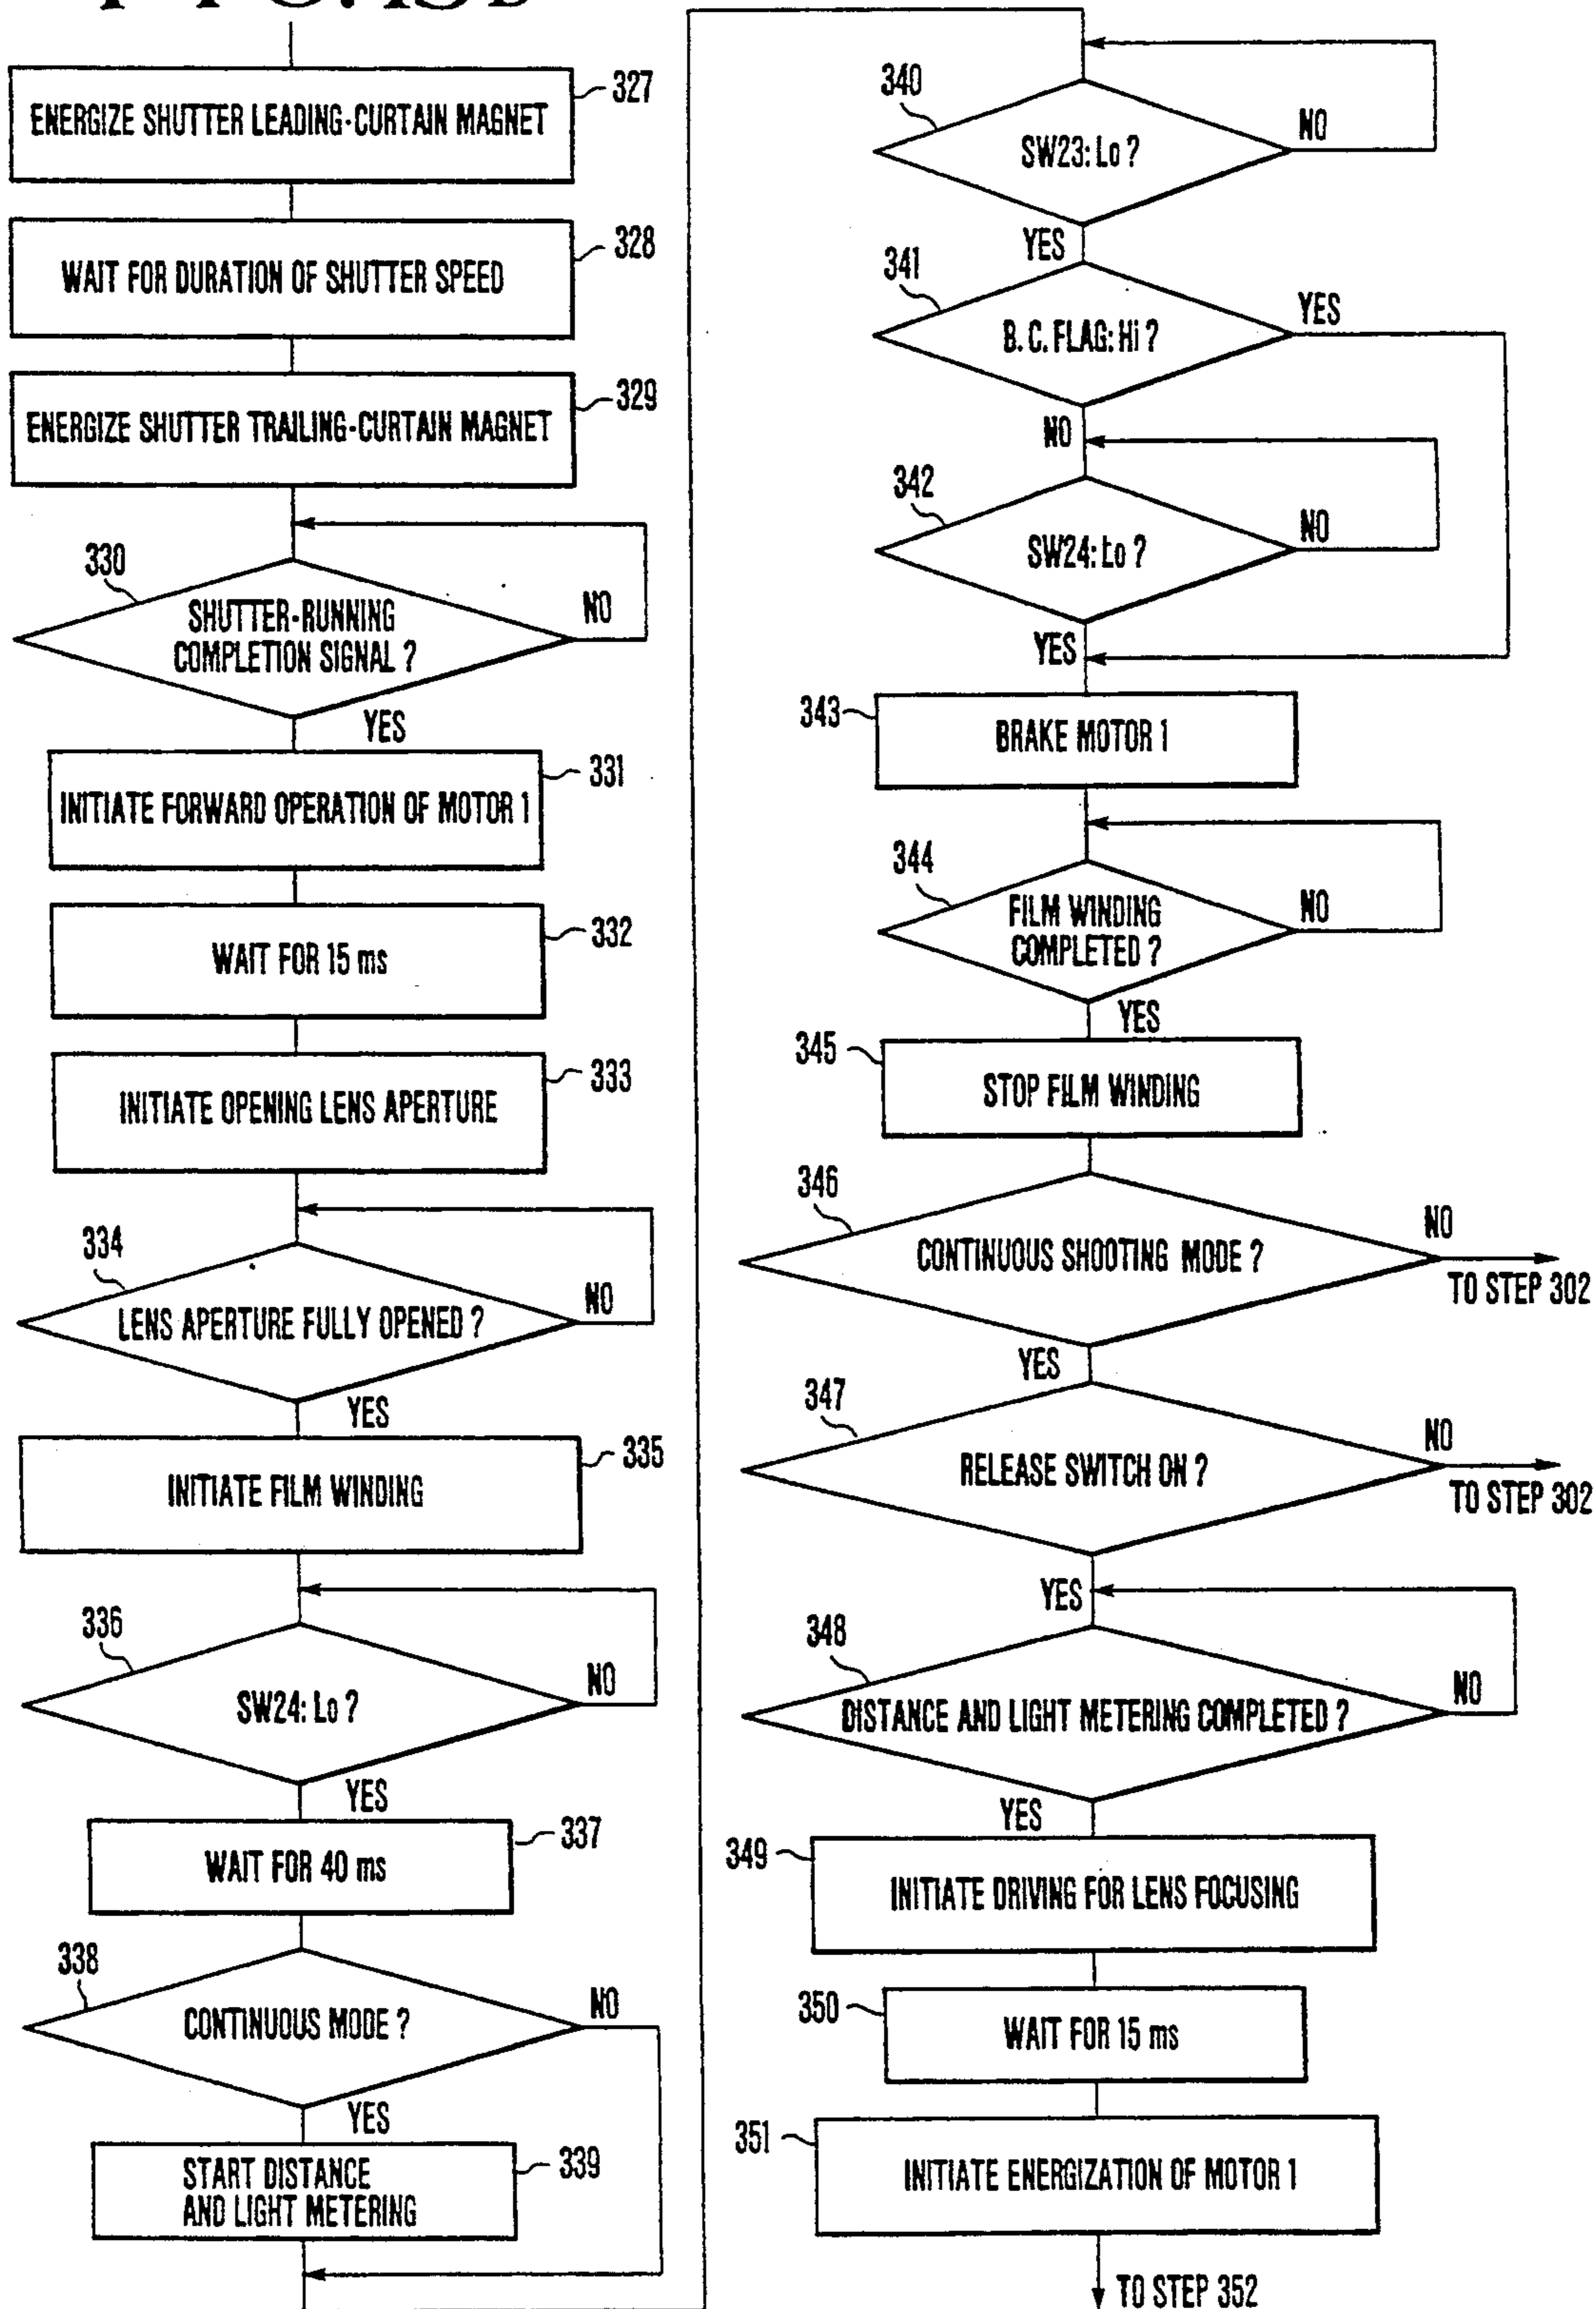 327
ENERGIZE SHUTTER LEADING-CURTAIN MAGNET
328
WAIT FOR DURATION OF SHUTTER SPEED
329
ENERGIZE SHUTTER TRAILING-CURTAIN MAGNET
330
SHUTTER-RUNNING
COMPLETION SIGNAL ?
NO
YES
331
INITIATE FORWARD OPERATION OF MOTOR 1
332
WAIT FOR 15 ms
333
INITIATE OPENING LENS APERTURE
334
LENS APERTURE FULLY OPENED ?
NO
YES
335
INITIATE FILM WINDING
336
SW24: Lo ?
NO
YES
337
WAIT FOR 40 ms
338
CONTINUOUS MODE ?
NO
YES
339
START DISTANCE
AND LIGHT METERING
340
SW23: Lo ?
NO
YES
341
B. C. FLAG: Hi ?
YES
NO
342
SW24: Lo ?
NO
YES
343
BRAKE MOTOR 1
344
FILM WINDING
COMPLETED ?
NO
YES
345
STOP FILM WINDING
346
CONTINUOUS SHOOTING MODE ?
NO
TO STEP 302
YES
347
RELEASE SWITCH ON ?
NO
TO STEP 302
YES
348
DISTANCE AND LIGHT METERING COMPLETED ?
NO
YES
349
INITIATE DRIVING FOR LENS FOCUSING
350
WAIT FOR 15 ms
351
INITIATE ENERGIZATION OF MOTOR 1
TO STEP 352